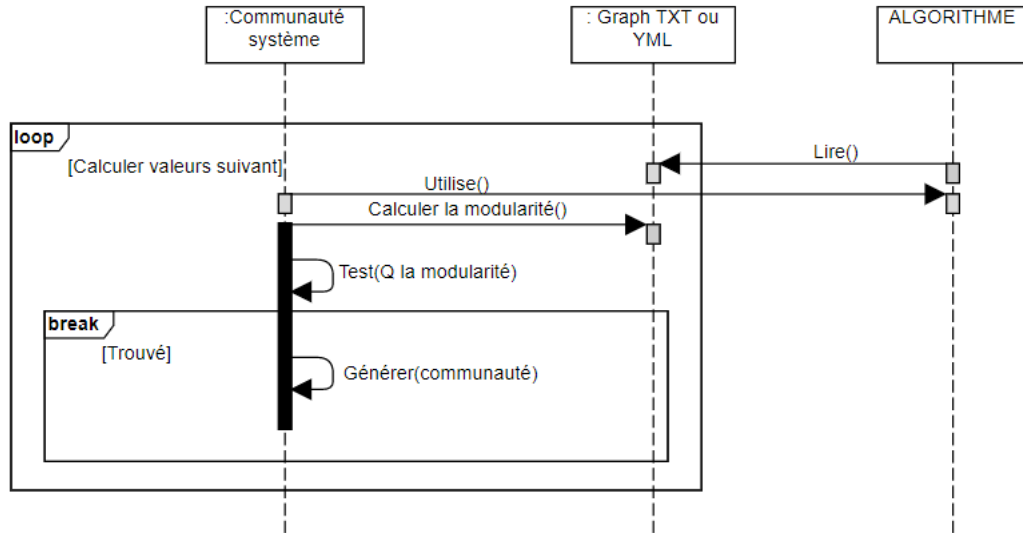 :Communauté
système
: Graph TXT ou
YML
ALGORITHME
loop
[Calculer valeurs suivant]
Lire()
Utilise()
Calculer la modularité()
Test(Q la modularité)
break
[Trouvé]
Générer(communauté)